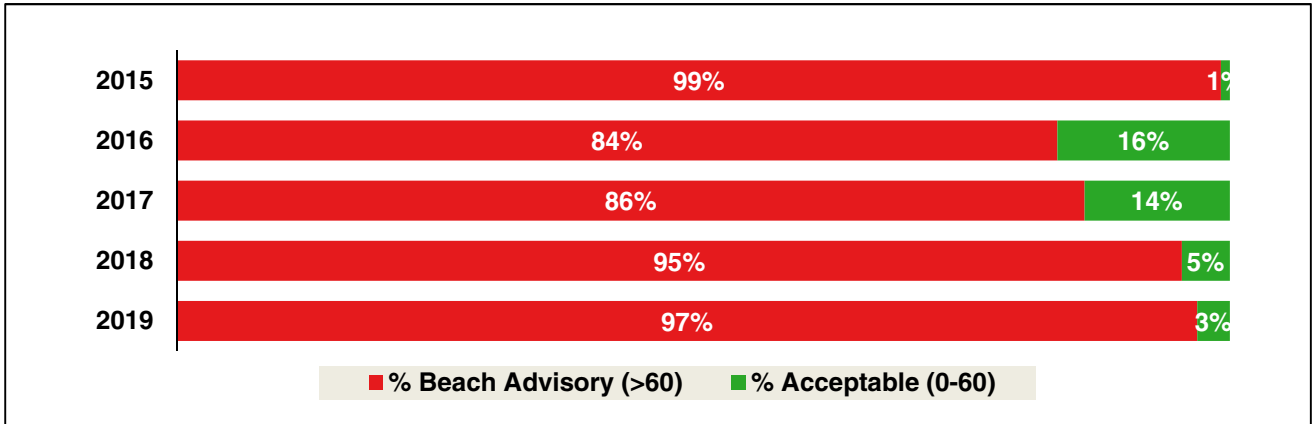 2015 99% 1%
2016 84% 16%
2017 86% 14%
2018 95% 5%
2019 97% 3%
% Beach Advisory (>60) % Acceptable (0-60)